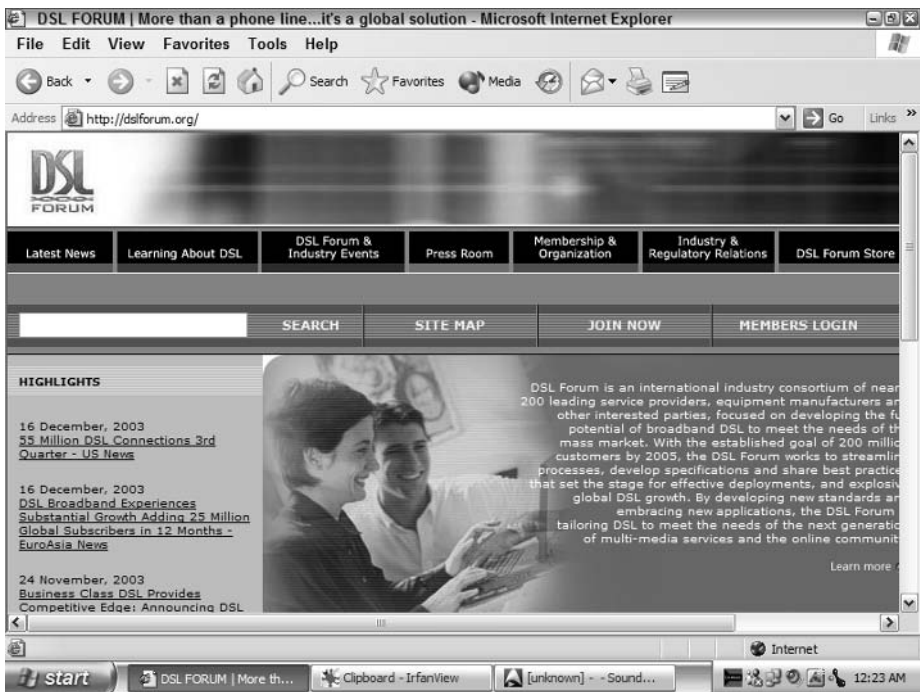 DSL FORUM | More than a phone line...it's a global solution - Microsoft Internet Explorer
File Edit View Favorites Tools Help
Back Search Favorites Media
Address http://dslforum.org/ Go Links »
DSL
FORUM
Latest News Learning About DSL DSL Forum & Industry Events Press Room Membership & Organization Industry & Regulatory Relations DSL Forum Store
SEARCH SITE MAP JOIN NOW MEMBERS LOGIN
HIGHLIGHTS
16 December, 2003
55 Million DSL Connections 3rd
Quarter - US News
16 December, 2003
DSL Broadband Experiences
Substantial Growth Adding 25 Million
Global Subscribers in 12 Months -
EuroAsia News
24 November, 2003
Business Class DSL Provides
Competitive Edge: Announcing DSL
DSL Forum is an international industry consortium of near
200 leading service providers, equipment manufacturers an
other interested parties, focused on developing the fu
potential of broadband DSL to meet the needs of th
mass market. With the established goal of 200 millio
customers by 2005, the DSL Forum works to streamlin
processes, develop specifications and share best practice
that set the stage for effective deployments, and explosiv
global DSL growth. By developing new standards an
embracing new applications, the DSL Forum
tailoring DSL to meet the needs of the next generatio
of multi-media services and the online communit
Learn more
Internet
start DSL FORUM | More th... Clipboard - IrfanView [unknown] - - Sound... 12:23 AM